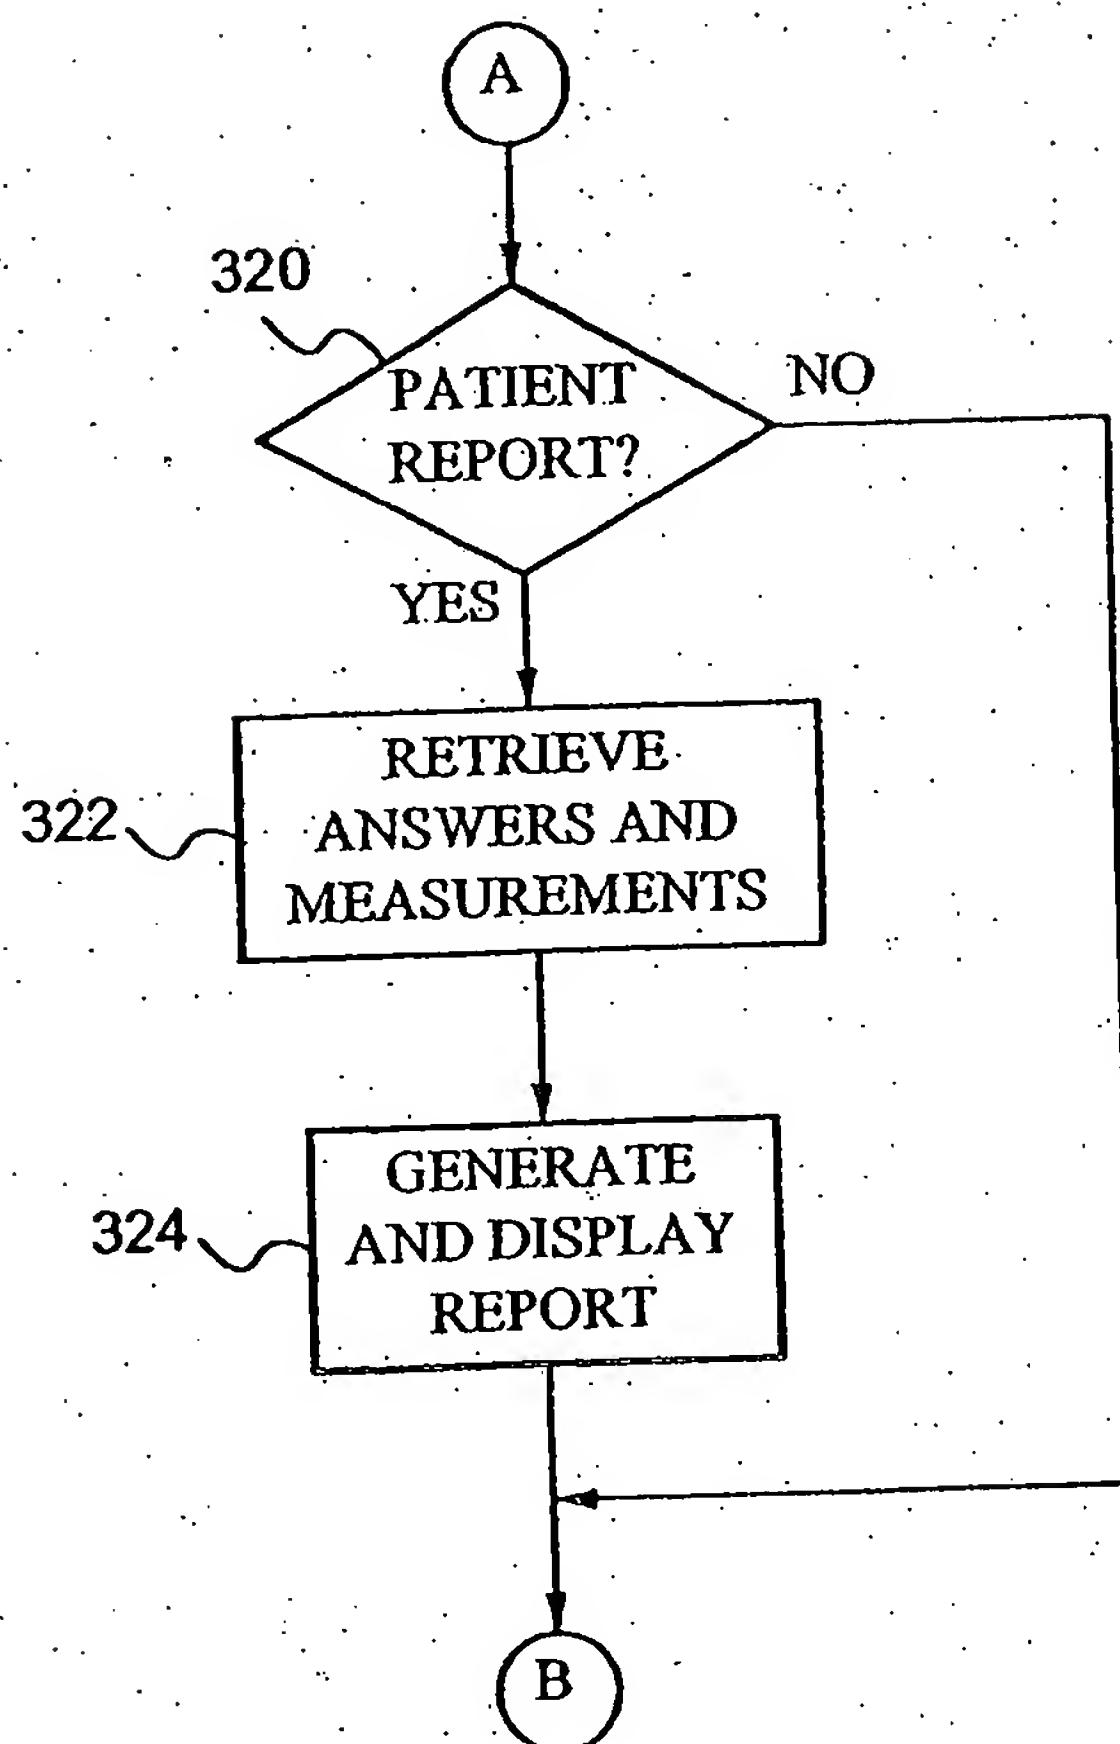 A
320
PATIENT
REPORT?
NO
YES
322
RETRIEVE
ANSWERS AND
MEASUREMENTS
324
GENERATE
AND DISPLAY
REPORT
B